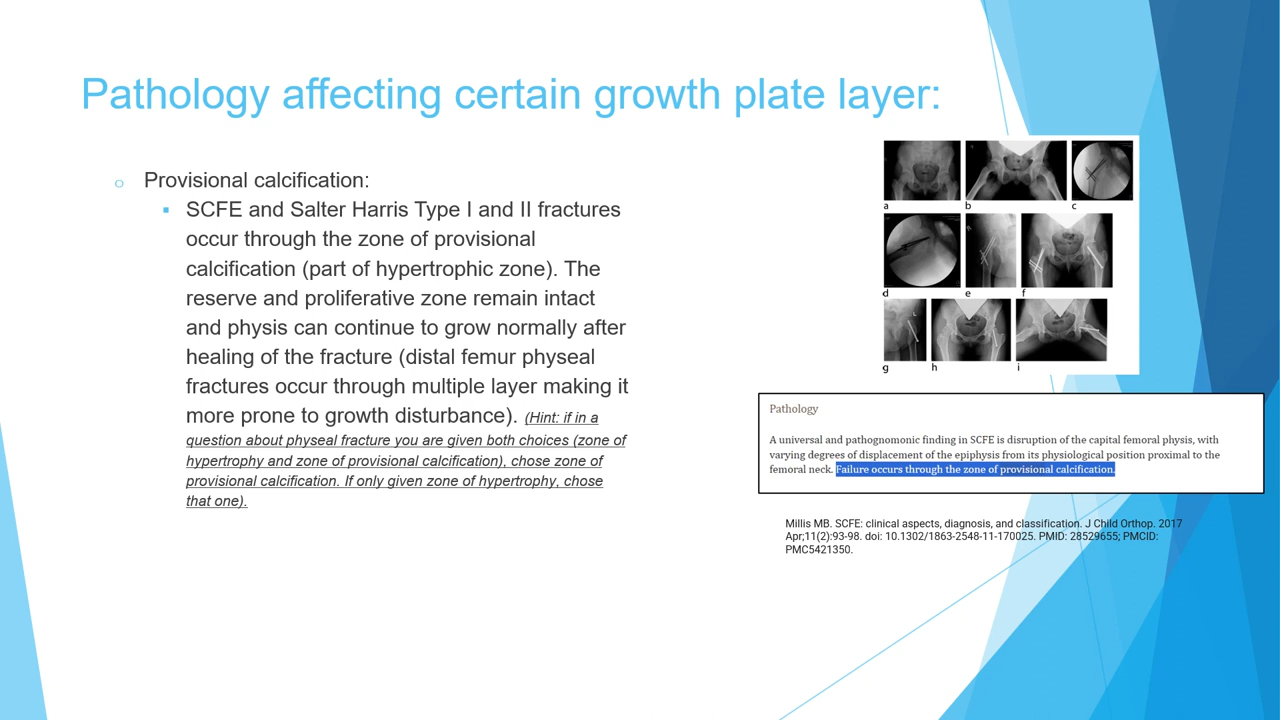 Pathology affecting certain growth plate layer:
Provisional calcification:
SCFE and Salter Harris Type I and II fractures
occur through the zone of provisional
calcification (part of hypertrophic zone). The
reserve and proliferative zone remain intact
and physis can continue to grow normally after
healing of the fracture (distal femur physeal
fractures occur through multiple layer making it
more prone to growth disturbance). (Hint: if in a
question about physeal fracture you are given both choices (zone of
hypertrophy and zone of provisional calcification), chose zone of
provisional calcification. If only given zone of hypertrophy, chose
that one).
a
b
c
d
e
f
g
h
i
Pathology
A universal and pathognomonic finding in SCFE is disruption of the capital femoral physis, with
varying degrees of displacement of the epiphysis from its physiological position proximal to the
femoral neck. Failure occurs through the zone of provisional calcification.
Millis MB. SCFE: clinical aspects, diagnosis, and classification. J Child Orthop. 2017
Apr;11(2):93-98. doi: 10.1302/1863-2548-11-170025. PMID: 28529655; PMCID:
PMC5421350.